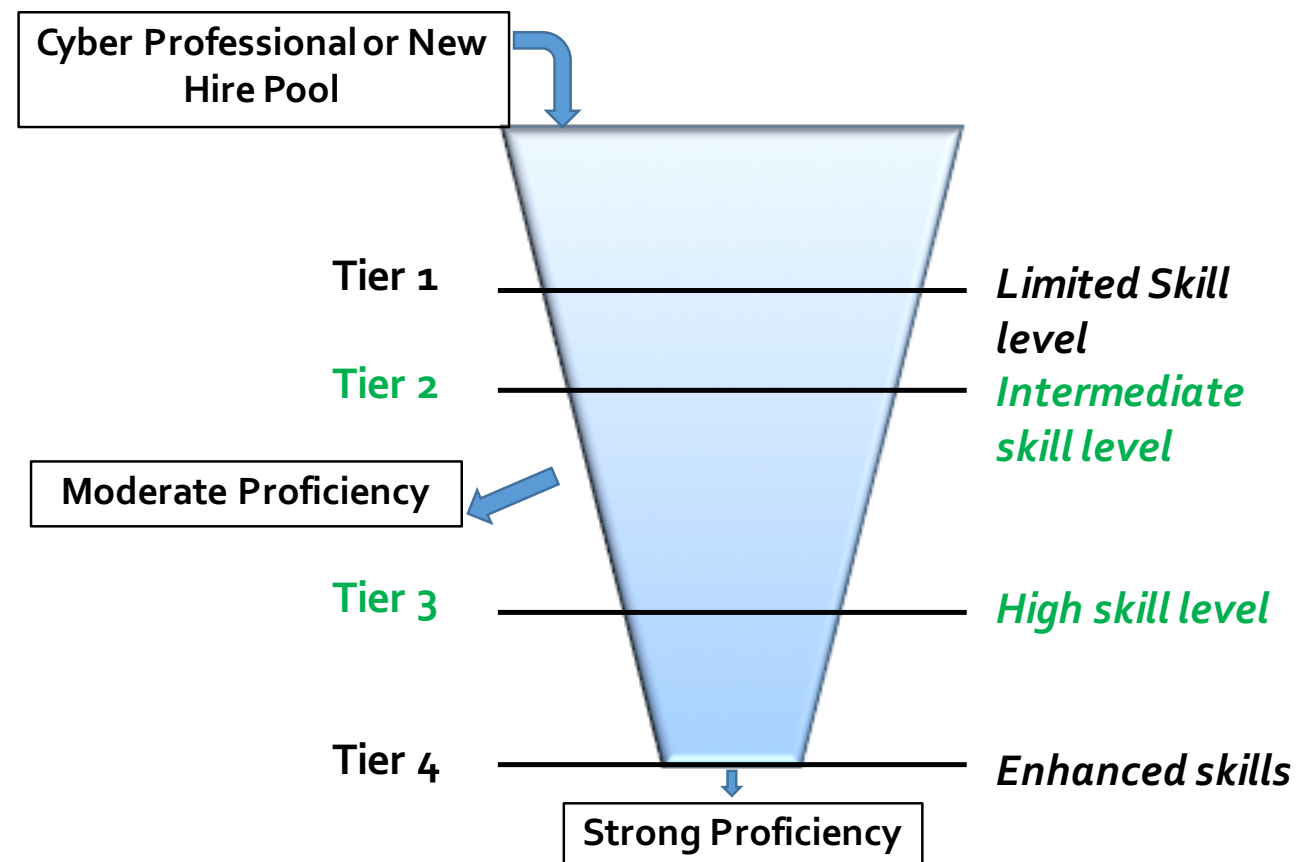 Cyber Professional or New
Hire Pool
Tier 1
Limited Skill
level
Tier 2
Intermediate
skill level
Moderate Proficiency
Tier 3
High skill level
Tier 4
Enhanced skills
Strong Proficiency